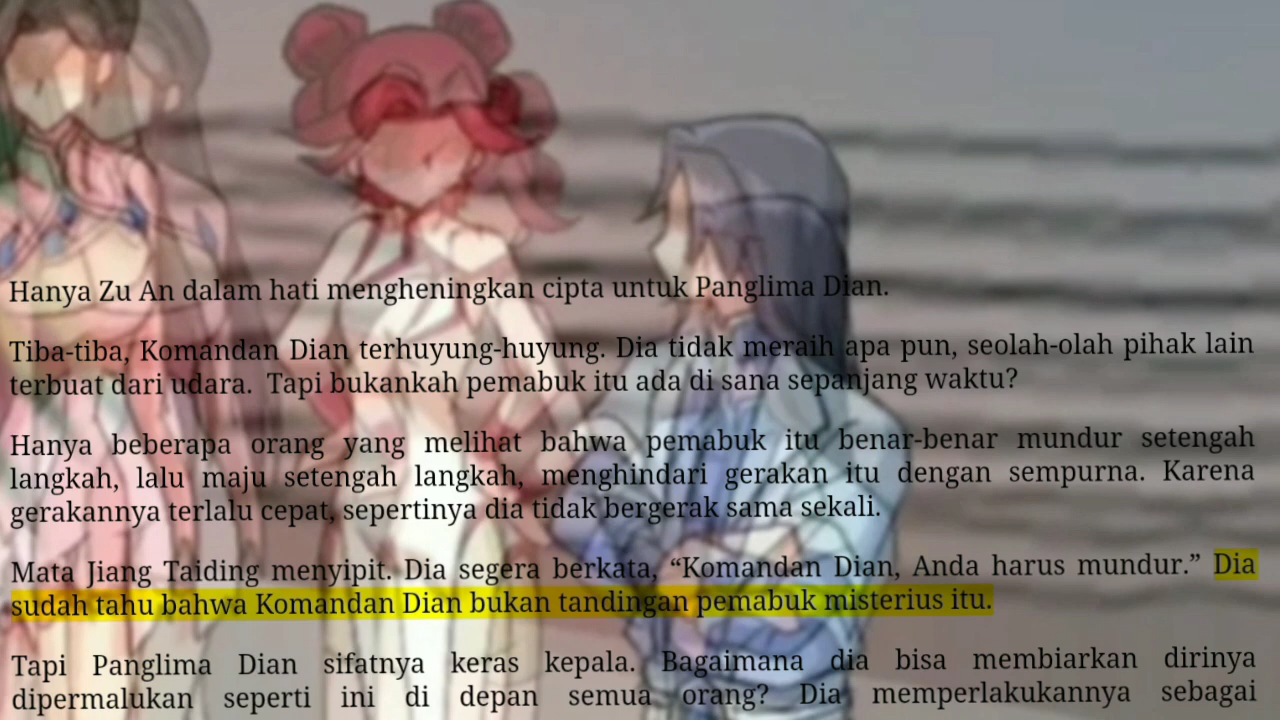 Hanya Zu An dalam hati mengheningkan cipta untuk Panglima Dian.
Tiba-tiba, Komandan Dian terhuyung-huyung. Dia tidak meraih apa pun, seolah-olah pihak lain
terbuat dari udara. Tapi bukankah pemabuk itu ada di sana sepanjang waktu?
Hanya beberapa orang yang melihat bahwa pemabuk itu benar-benar mundur setengah
langkah, lalu maju setengah langkah, menghindari gerakan itu dengan sempurna. Karena
gerakannya terlalu cepat, sepertinya dia tidak bergerak sama sekali.
Mata Jiang Taiding menyipit. Dia segera berkata, “Komandan Dian, Anda harus mundur.” Dia
sudah tahu bahwa Komandan Dian bukan tandingan pemabuk misterius itu.
Tapi Panglima Dian sifatnya keras kepala. Bagaimana dia bisa membiarkan dirinya
dipermalukan seperti ini di depan semua orang? Dia memperlakukannya sebagai